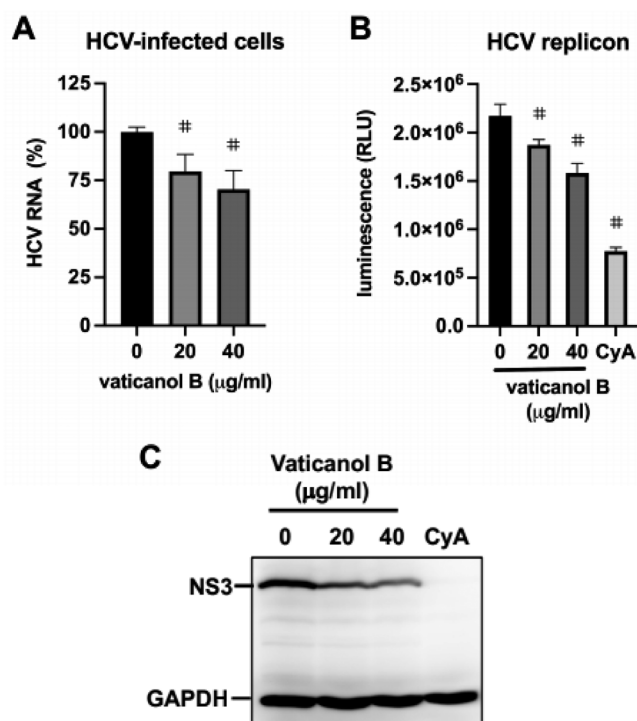 A
HCV-infected cells
HCV RNA (%)
125
100
75
50
25
0
#
#
0 20 40
vaticanol B (μg/ml)
B
HCV replicon
luminescence (RLU)
2.5×10⁶
2.0×10⁶
1.5×10⁶
1.0×10⁶
5.0×10⁵
0.0
#
#
#
0 20 40 CyA
vaticanol B
(μg/ml)
C
Vaticanol B
(μg/ml)
0 20 40 CyA
NS3
GAPDH